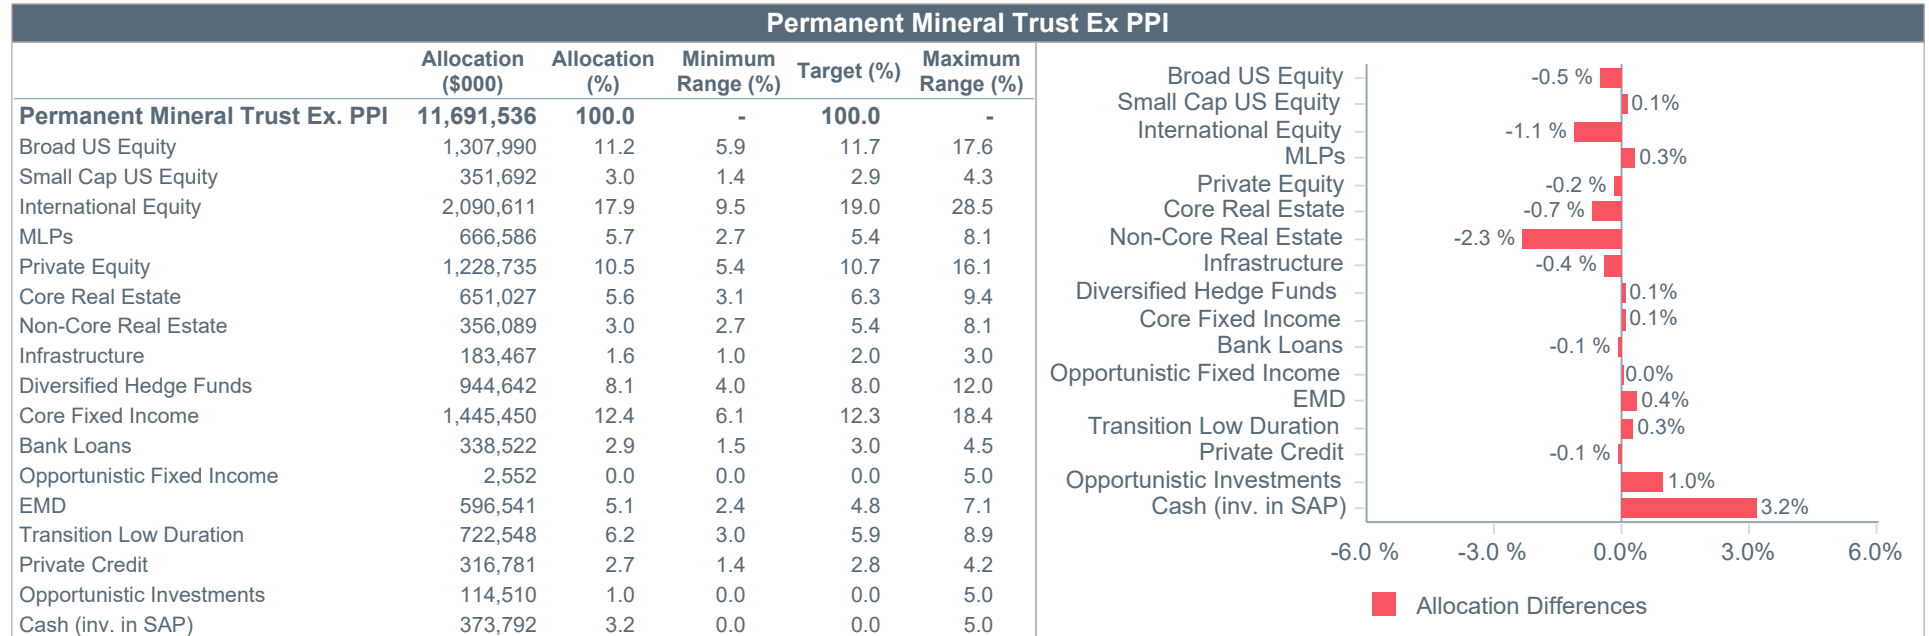 Permanent Mineral Trust Ex PPI
Allocation ($000) Allocation (%) Minimum Range (%) Target (%) Maximum Range (%)
Permanent Mineral Trust Ex. PPI 11,691,536 100.0 - 100.0 -
Broad US Equity 1,307,990 11.2 5.9 11.7 17.6
Small Cap US Equity 351,692 3.0 1.4 2.9 4.3
International Equity 2,090,611 17.9 9.5 19.0 28.5
MLPs 666,586 5.7 2.7 5.4 8.1
Private Equity 1,228,735 10.5 5.4 10.7 16.1
Core Real Estate 651,027 5.6 3.1 6.3 9.4
Non-Core Real Estate 356,089 3.0 2.7 5.4 8.1
Infrastructure 183,467 1.6 1.0 2.0 3.0
Diversified Hedge Funds 944,642 8.1 4.0 8.0 12.0
Core Fixed Income 1,445,450 12.4 6.1 12.3 18.4
Bank Loans 338,522 2.9 1.5 3.0 4.5
Opportunistic Fixed Income 2,552 0.0 0.0 0.0 5.0
EMD 596,541 5.1 2.4 4.8 7.1
Transition Low Duration 722,548 6.2 3.0 5.9 8.9
Private Credit 316,781 2.7 1.4 2.8 4.2
Opportunistic Investments 114,510 1.0 0.0 0.0 5.0
Cash (inv. in SAP) 373,792 3.2 0.0 0.0 5.0
Broad US Equity -0.5 %
Small Cap US Equity 0.1%
International Equity -1.1 %
MLPs 0.3%
Private Equity -0.2 %
Core Real Estate -0.7 %
Non-Core Real Estate -2.3 %
Infrastructure -0.4 %
Diversified Hedge Funds 0.1%
Core Fixed Income 0.1%
Bank Loans -0.1 %
Opportunistic Fixed Income 0.0%
EMD 0.4%
Transition Low Duration 0.3%
Private Credit -0.1 %
Opportunistic Investments 1.0%
Cash (inv. in SAP) 3.2%
-6.0 % -3.0 % 0.0% 3.0% 6.0%
Allocation Differences